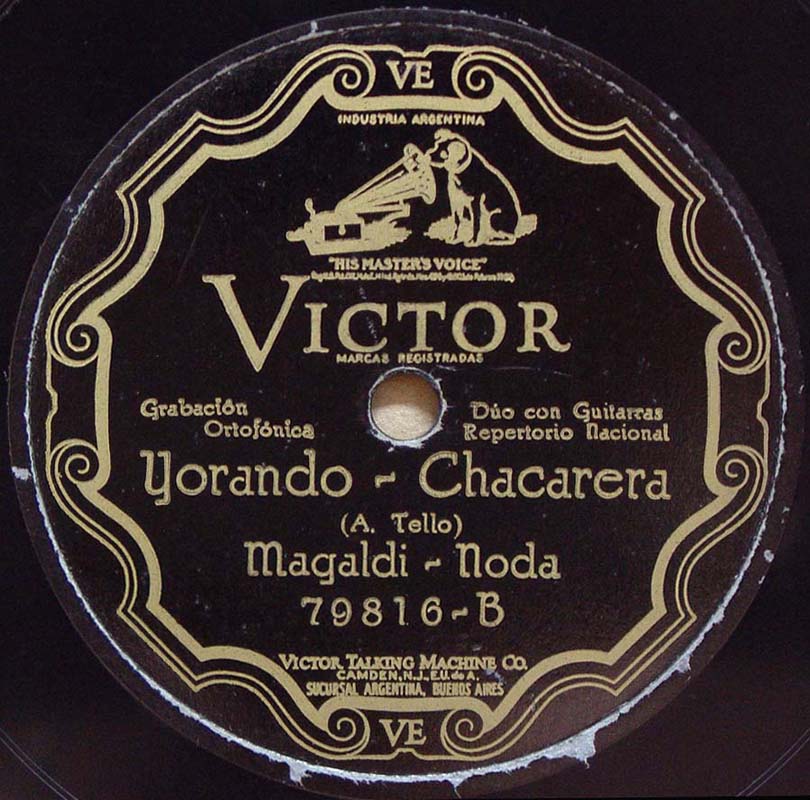 VE
INDUSTRIA ARGENTINA
"HIS MASTER'S VOICE"
VICTOR
MARCAS REGISTRADAS
Grabación
Ortofónica
Dúo con Guitarras
Repertorio Nacional
Yorando - Chacarera
(A. Tello)
Magaldi - Noda
79816-B
VICTOR TALKING MACHINE CO.
CAMDEN, N.J., E.U. de A.
SUCURSAL ARGENTINA, BUENOS AIRES
VE